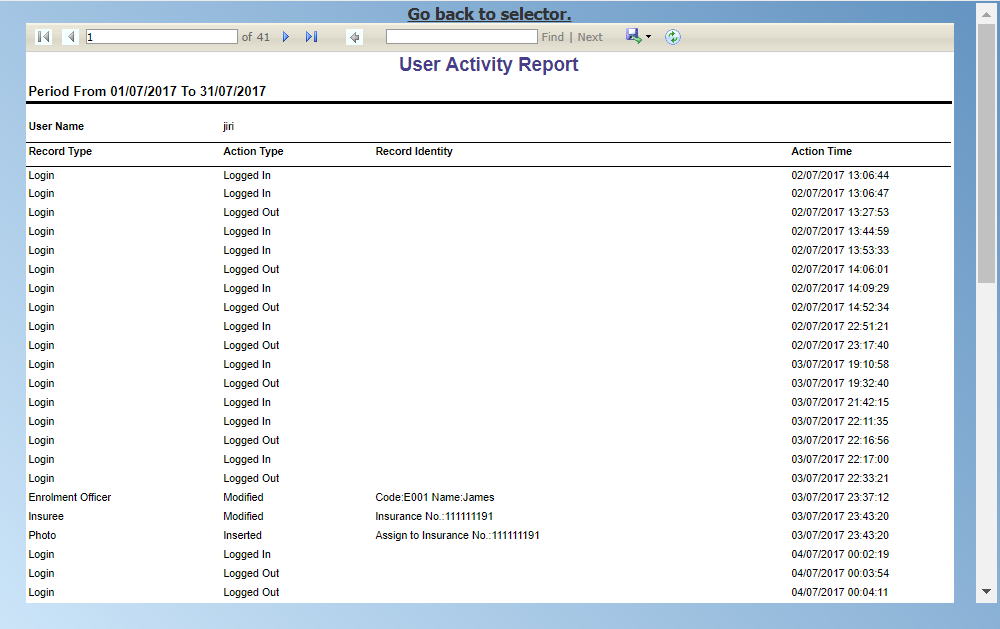 Go back to selector.
1 of 41 Find | Next
User Activity Report
Period From 01/07/2017 To 31/07/2017
User Name jiri
Record Type Action Type Record Identity Action Time
Login Logged In 02/07/2017 13:06:44
Login Logged In 02/07/2017 13:06:47
Login Logged Out 02/07/2017 13:27:53
Login Logged In 02/07/2017 13:44:59
Login Logged In 02/07/2017 13:53:33
Login Logged Out 02/07/2017 14:06:01
Login Logged In 02/07/2017 14:09:29
Login Logged Out 02/07/2017 14:52:34
Login Logged In 02/07/2017 22:51:21
Login Logged Out 02/07/2017 23:17:40
Login Logged In 03/07/2017 19:10:58
Login Logged Out 03/07/2017 19:32:40
Login Logged In 03/07/2017 21:42:15
Login Logged In 03/07/2017 22:11:35
Login Logged Out 03/07/2017 22:16:56
Login Logged In 03/07/2017 22:17:00
Login Logged Out 03/07/2017 22:33:21
Enrolment Officer Modified Code:E001 Name:James 03/07/2017 23:37:12
Insuree Modified Insurance No.:111111191 03/07/2017 23:43:20
Photo Inserted Assign to Insurance No.:111111191 03/07/2017 23:43:20
Login Logged In 04/07/2017 00:02:19
Login Logged Out 04/07/2017 00:03:54
Login Logged Out 04/07/2017 00:04:11